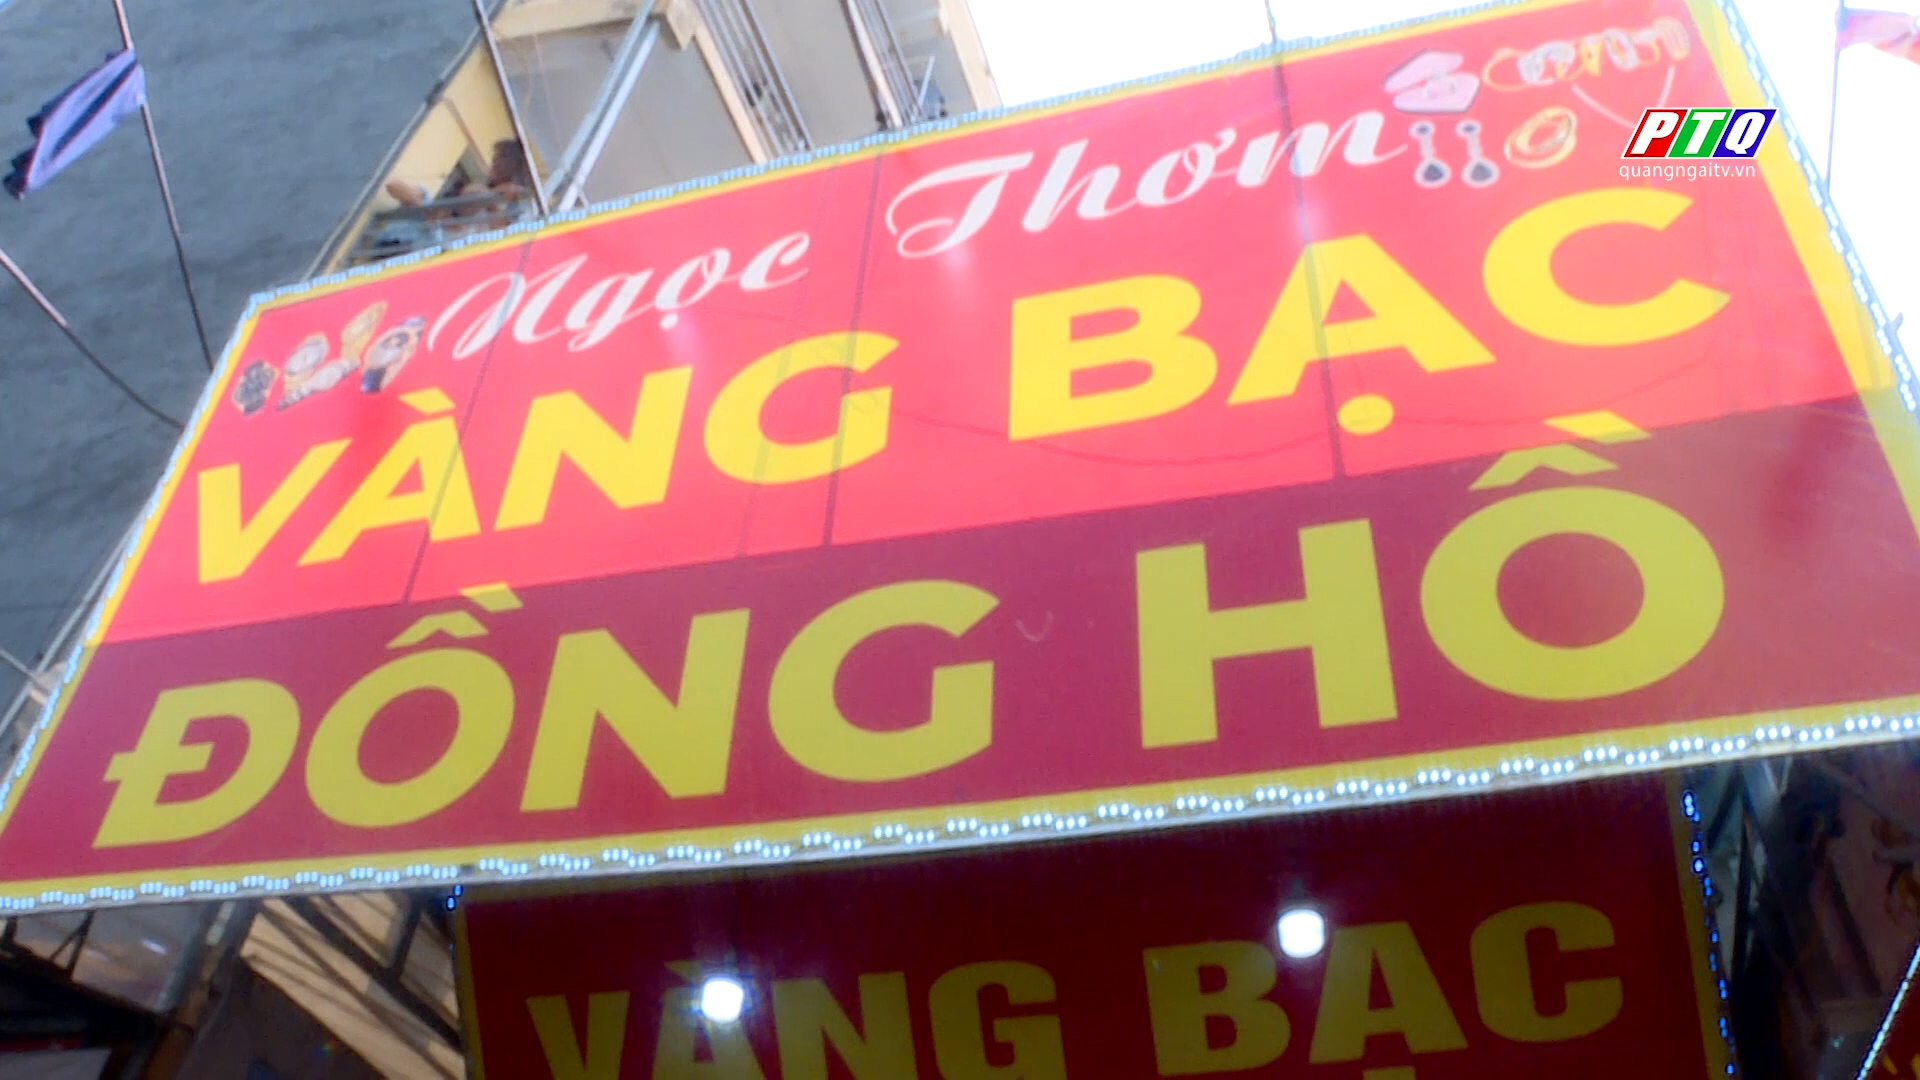 PTQ
quangngaitv.vn
Ngọc Thơm
VÀNG BẠC
ĐỒNG HỒ
VÀNG BẠC